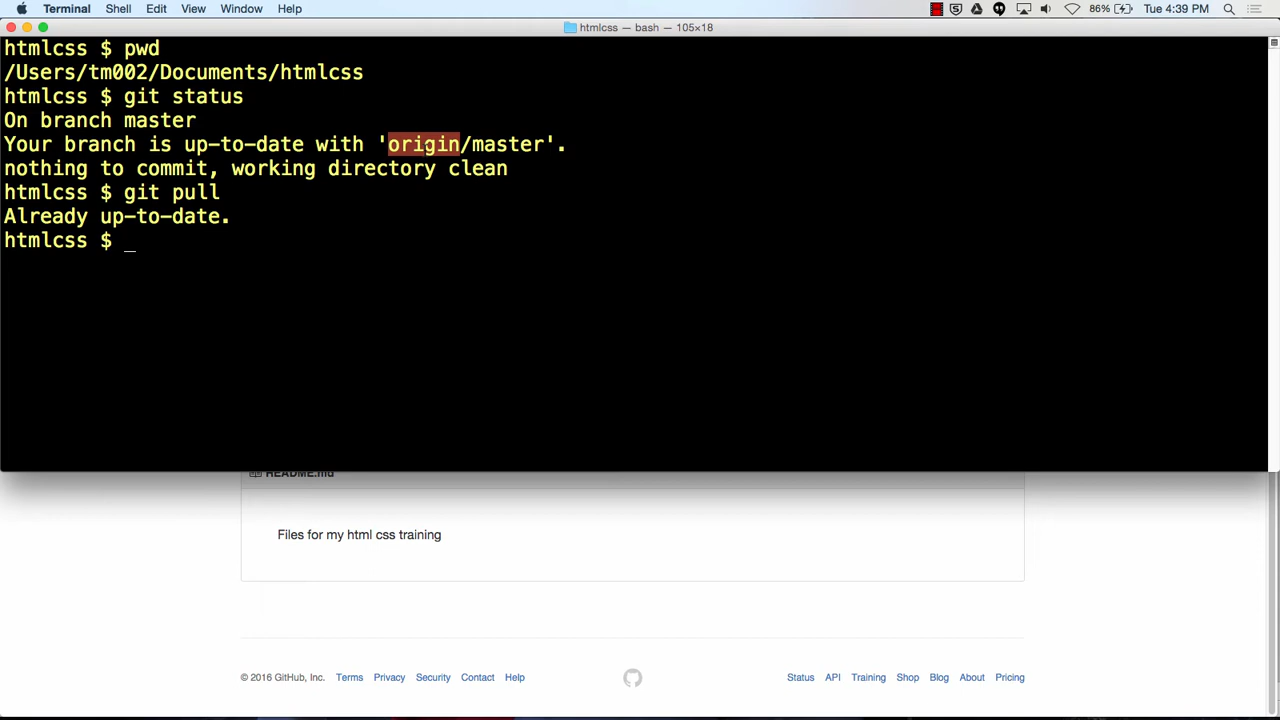 Terminal Shell Edit View Window Help 86% Tue 4:39 PM
htmlcss — bash — 105×18
htmlcss $ pwd
/Users/tm002/Documents/htmlcss
htmlcss $ git status
On branch master
Your branch is up-to-date with 'origin/master'.
nothing to commit, working directory clean
htmlcss $ git pull
Already up-to-date.
htmlcss $ _
README.md
Files for my html css training
© 2016 GitHub, Inc. Terms Privacy Security Contact Help Status API Training Shop Blog About Pricing